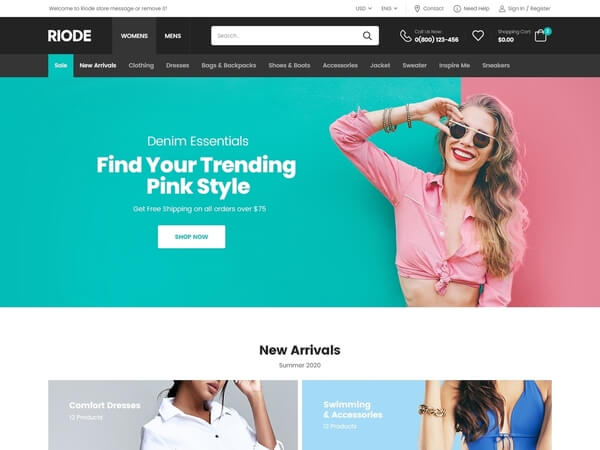 Welcome to Riode store message or remove it!
USD
ENG
Contact
Need Help
Sign In / Register
RIODE
WOMENS
MENS
Search...
Call Us Now:
0(800) 123-456
Shopping Cart:
$0.00
Sale
New Arrivals
Clothing
Dresses
Bags & Backpacks
Shoes & Boots
Accessories
Jacket
Sweater
Inspire Me
Sneakers
Denim Essentials
Find Your Trending
Pink Style
Get Free Shipping on all orders over $75
SHOP NOW
New Arrivals
Summer 2020
Comfort Dresses
12 Products
Swimming
& Accessories
12 Products